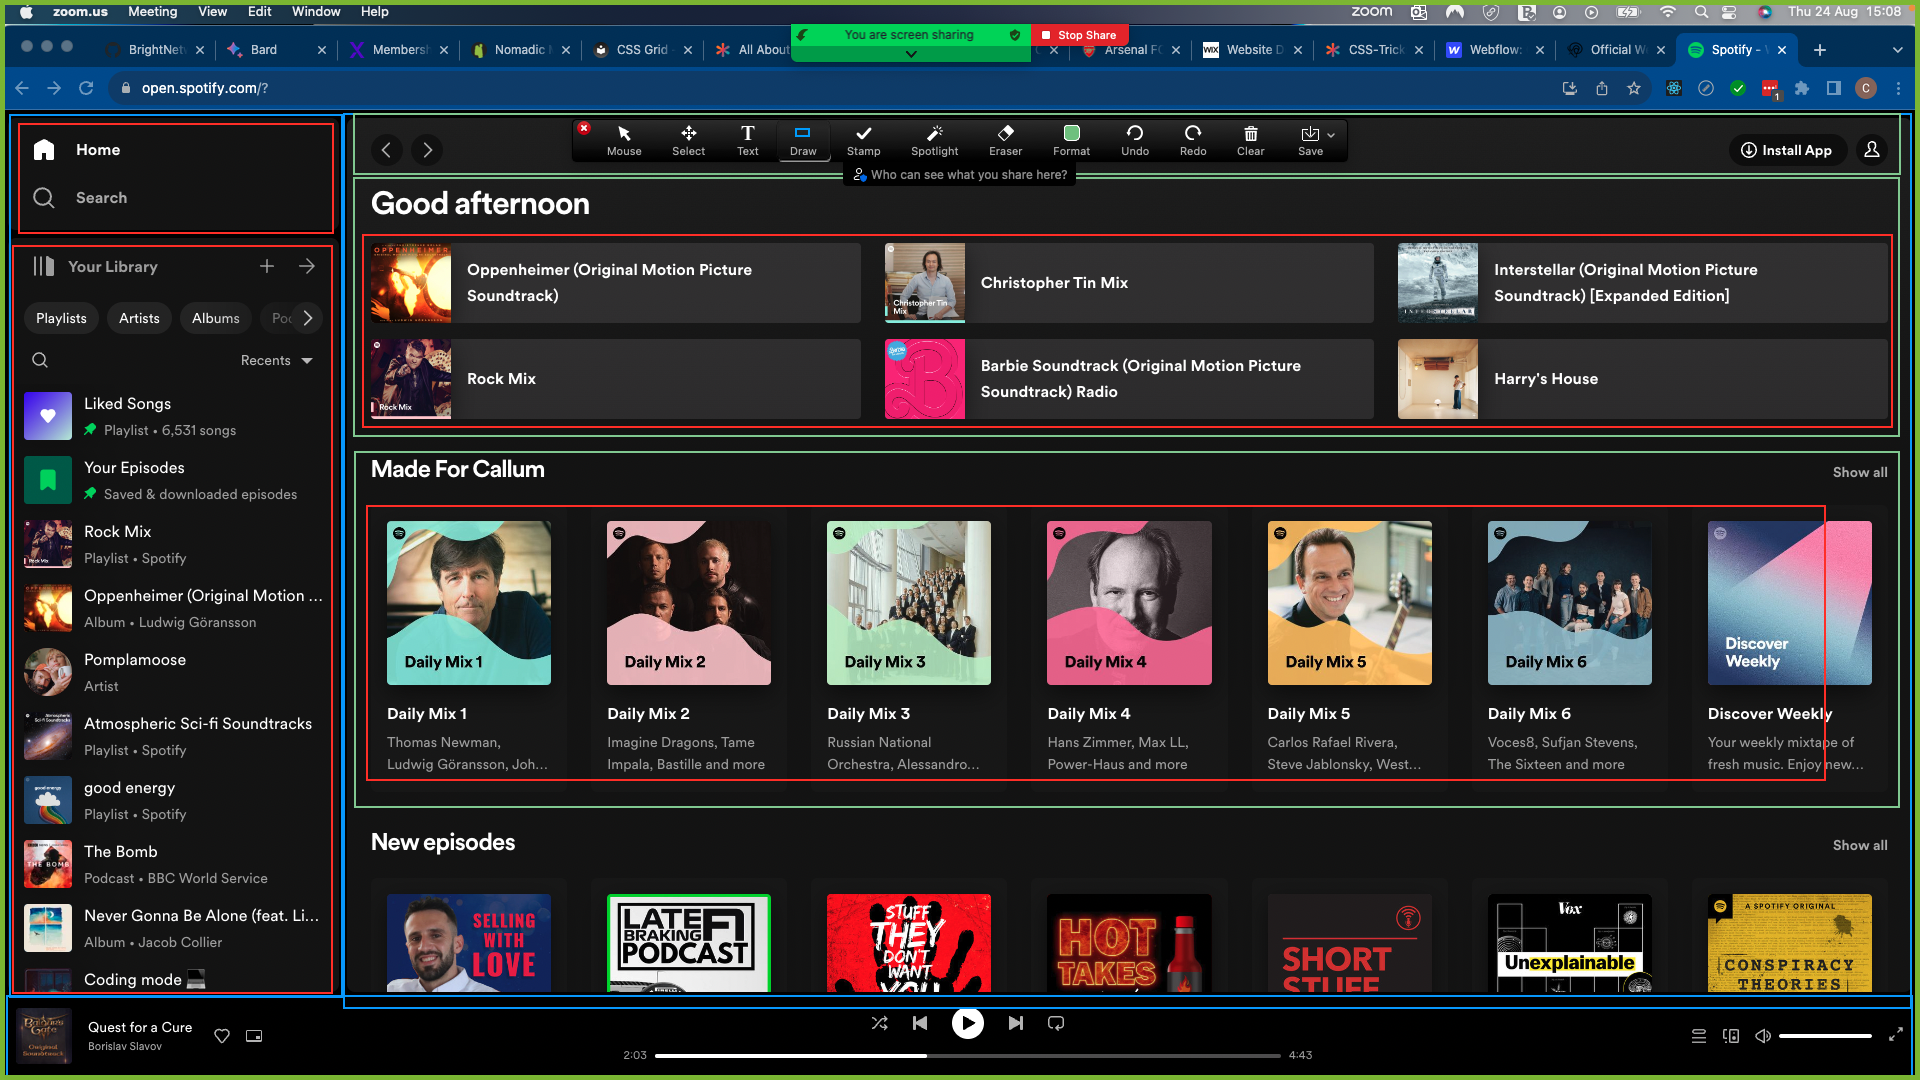 zoom.us Meeting View Edit Window Help zoom Thu 24 Aug 15:08
You are screen sharing Stop Share
BrightNet Bard Membersh Nomadic CSS Grid - All About Arsenal FC Website D CSS-Trick Webflow: Official We Spotify -
open.spotify.com/?
Home
Search
Mouse Select Text Draw Stamp Spotlight Eraser Format Undo Redo Clear Save
Who can see what you share here?
Install App
Your Library
Playlists Artists Albums
Recents
Liked Songs
Playlist • 6,531 songs
Your Episodes
Saved & downloaded episodes
Rock Mix
Playlist • Spotify
Oppenheimer (Original Motion ...
Album • Ludwig Göransson
Pomplamoose
Artist
Atmospheric Sci-fi Soundtracks
Playlist • Spotify
good energy
Playlist • Spotify
The Bomb
Podcast • BBC World Service
Never Gonna Be Alone (feat. Li...
Album • Jacob Collier
Coding mode
Good afternoon
OPPENHEIMER
Oppenheimer (Original Motion Picture
Soundtrack)
Christopher Tin
Mix
Christopher Tin Mix
INTERSTELLAR
Interstellar (Original Motion Picture
Soundtrack) [Expanded Edition]
Rock Mix
Rock Mix
Barbie Soundtrack (Original Motion Picture
Soundtrack) Radio
Harry's House
Made For Callum
Show all
Daily Mix 1
Daily Mix 2
Daily Mix 3
Daily Mix 4
Daily Mix 5
Daily Mix 6
Discover
Weekly
Daily Mix 1
Thomas Newman,
Ludwig Göransson, Joh...
Daily Mix 2
Imagine Dragons, Tame
Impala, Bastille and more
Daily Mix 3
Russian National
Orchestra, Alessandro...
Daily Mix 4
Hans Zimmer, Max LL,
Power-Haus and more
Daily Mix 5
Carlos Rafael Rivera,
Steve Jablonsky, West...
Daily Mix 6
Voces8, Sufjan Stevens,
The Sixteen and more
Discover Weekly
Your weekly mixtape of
fresh music. Enjoy new...
New episodes
Show all
SELLING
WITH
LOVE
LATE
BRAKING F1
PODCAST
STUFF
THEY
DON'T
WANT
YOU
HOT
TAKES
SHORT
STUFF
Vox
Unexplainable
A SPOTIFY ORIGINAL
CONSPIRACY
THEORIES
Quest for a Cure
Borislav Slavov
2:03
4:43